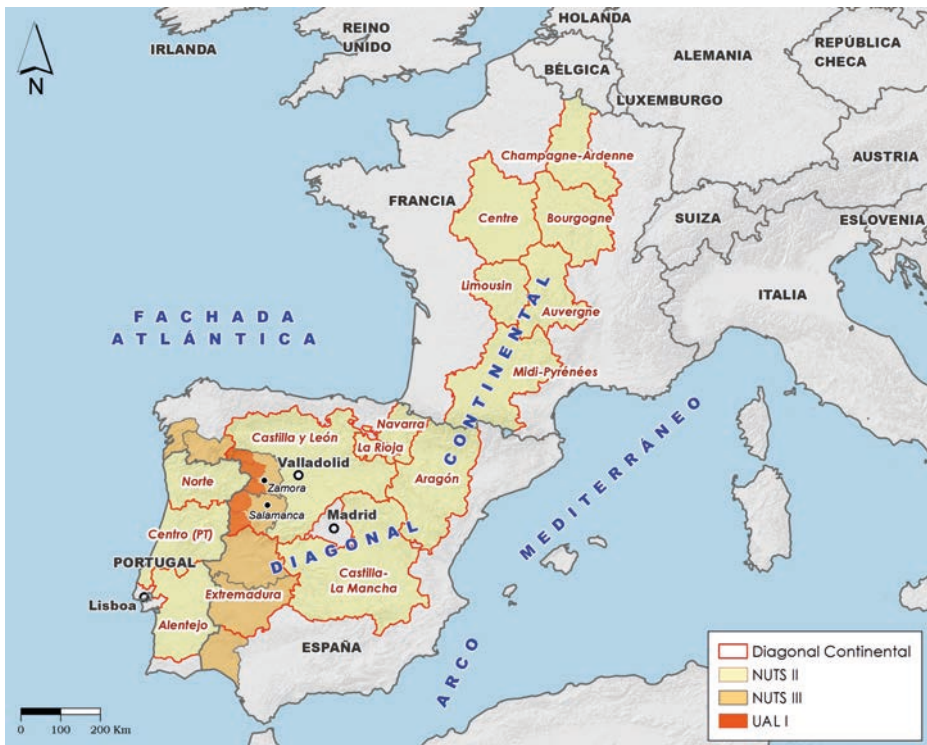 HOLANDA
REINO
UNIDO
IRLANDA
ALEMANIA
REPÚBLICA
CHECA
BÉLGICA
LUXEMBURGO
N
Champagne-Ardenne
AUSTRIA
FRANCIA
Centre
Bourgogne
SUIZA
ESLOVENIA
Limousin
Auvergne
ITALIA
FACHADA
ATLÁNTICA
Midi-Pyrénées
CONTINENTAL
Navarra
Castilla y León
La Rioja
Valladolid
Aragón
Norte
Zamora
Salamanca
Madrid
MEDITERRÁNEO
Centro (PT)
DIAGONAL
PORTUGAL
Castilla-
La Mancha
Extremadura
Lisboa
Alentejo
ESPAÑA
ARCO
Diagonal Continental
NUTS II
NUTS III
UAL I
0 100 200 Km